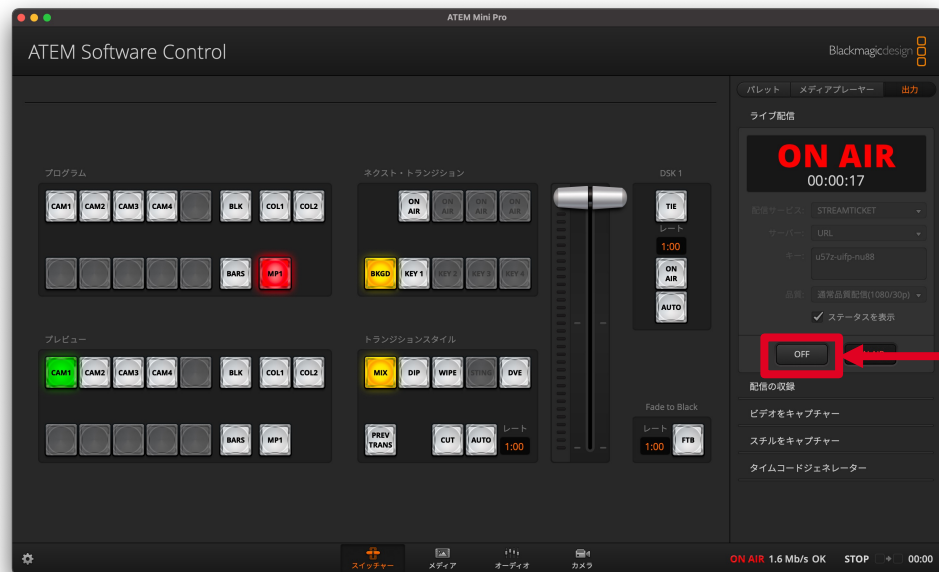 ATEM Mini Pro
ATEM Software Control
Blackmagicdesign
パレット メディアプレーヤー 出力
ライブ配信
ON AIR
00:00:17
配信サービス: STREAMTICKET
サーバー: URL
キー: u57z-uifp-nu88
品質: 通常品質配信(1080/30p)
ステータスを表示
OFF
配信の収録
ビデオをキャプチャー
スチルをキャプチャー
タイムコードジェネレーター
プログラム
CAM1 CAM2 CAM3 CAM4 BLK COL1 COL2
BARS MP1
ネクスト・トランジション
ON AIR ON AIR ON AIR ON AIR
BKGD KEY 1 KEY 2 KEY 3 KEY 4
DSK 1
TIE
レート
1:00
ON AIR
AUTO
プレビュー
CAM1 CAM2 CAM3 CAM4 BLK COL1 COL2
BARS MP1
トランジションスタイル
MIX DIP WIPE STING DVE
PREV TRANS CUT AUTO レート 1:00
Fade to Black
レート
1:00 FTB
スイッチャー メディア オーディオ カメラ
ON AIR 1.6 Mb/s OK STOP 00:00